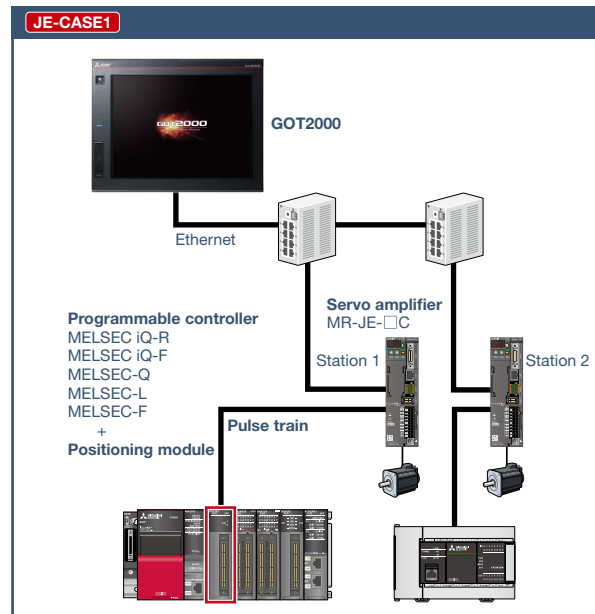 JE-CASE1
GOT2000
GOT2000
Ethernet
Servo amplifier
MR-JE-□C
Programmable controller
MELSEC iQ-R
MELSEC iQ-F
MELSEC-Q
MELSEC-L
MELSEC-F
+
Positioning module
Station 1
Station 2
Pulse train